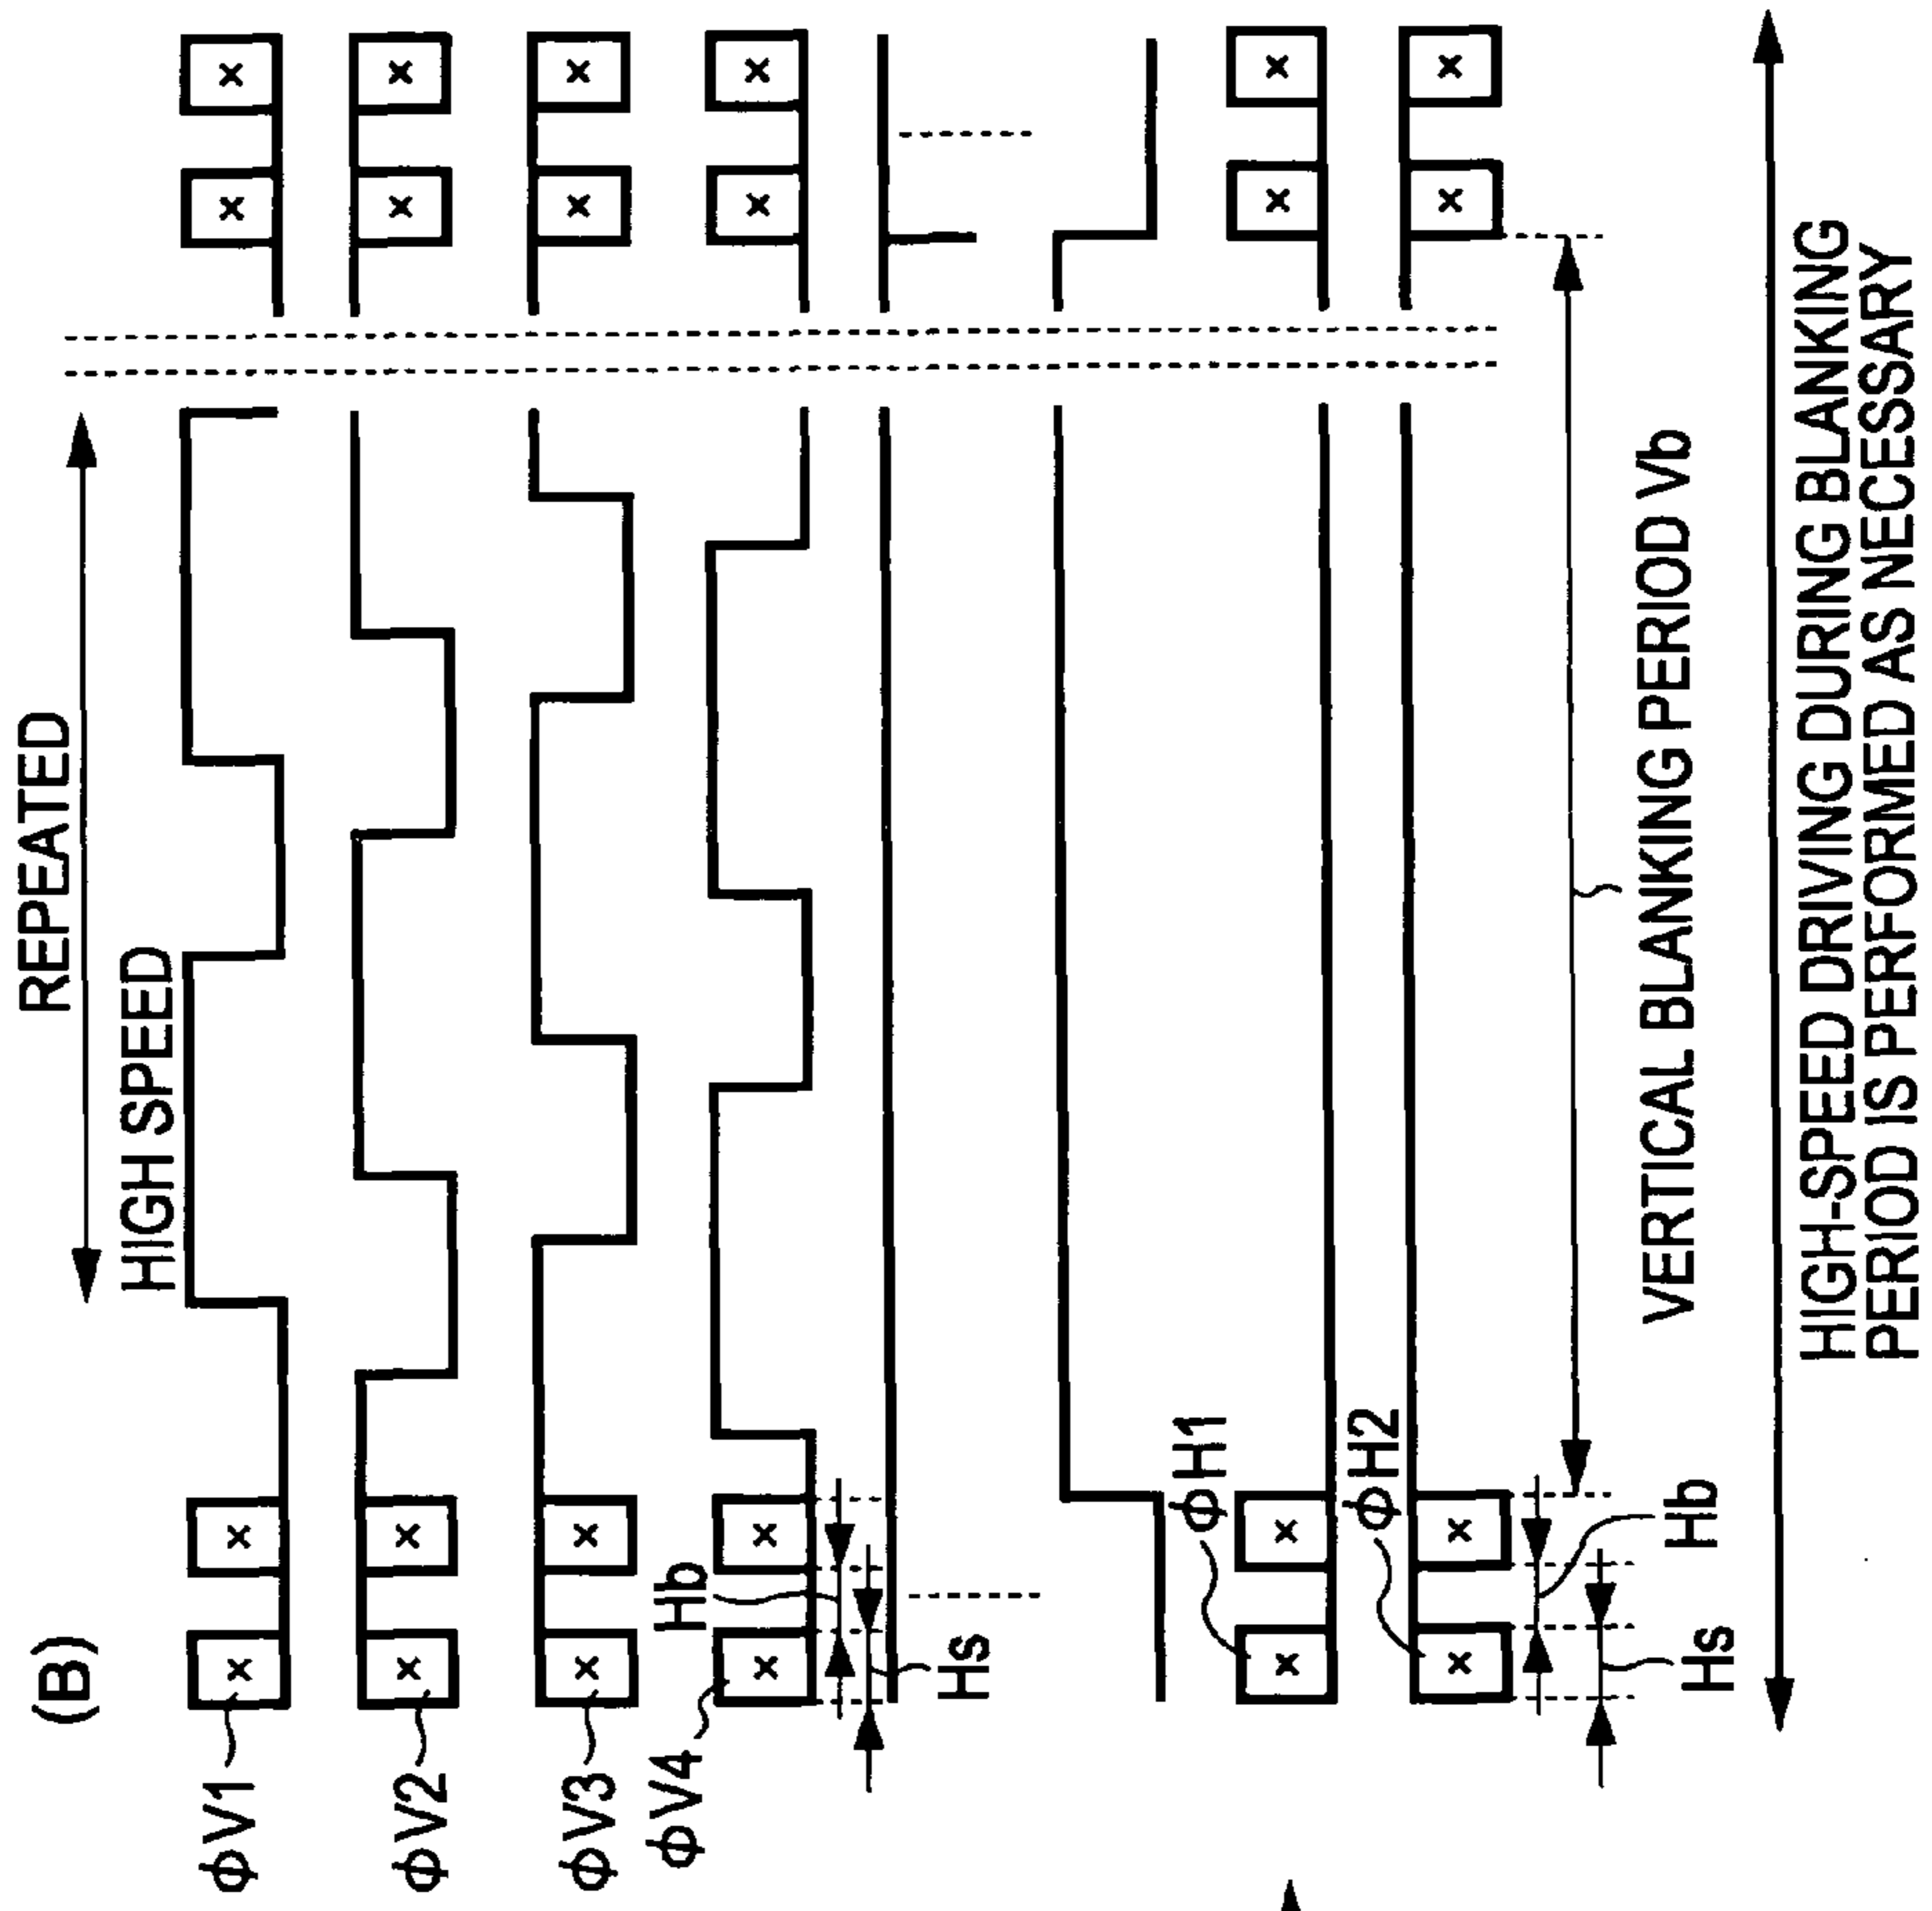 (B)
REPEATED
HIGH SPEED
φV1
x
x
x
x
φV2
x
x
x
x
φV3
x
x
x
x
φV4
x
x
x
x
Hb
Hs
φH1
x
x
x
x
φH2
x
x
x
x
Hb
Hs
VERTICAL BLANKING PERIOD Vb
HIGH-SPEED DRIVING DURING BLANKING
PERIOD IS PERFORMED AS NECESSARY